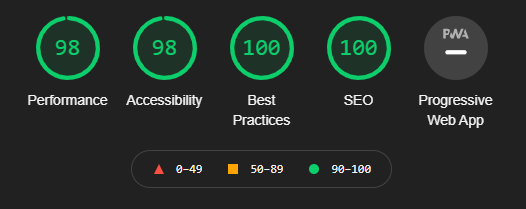 98 98 100 100 PWA
Performance Accessibility Best Practices SEO Progressive Web App
0–49 50–89 90–100